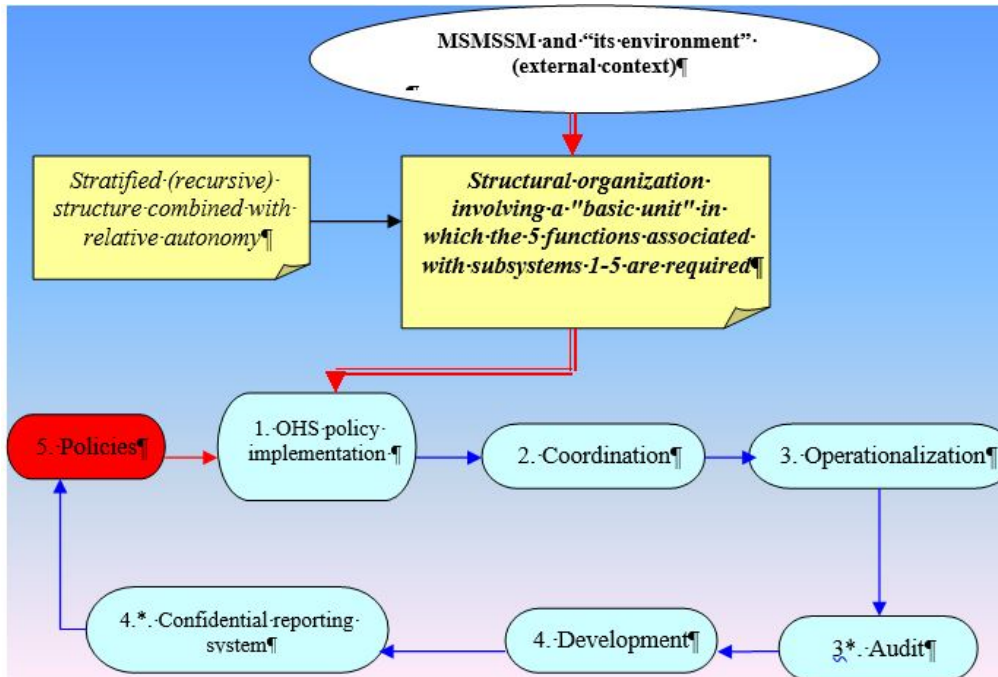 MSMSSM·and·“its·environment”·
(external·context)¶
¶
Stratified·(recursive)·
structure·combined·with·
relative·autonomy¶
Structural·organization·
involving·a·"basic·unit"·in·
which·the·5·functions·associated·
with·subsystems·1-5·are·required¶
5.·Policies¶
1.·OHS·policy·
implementation·¶
2.·Coordination¶
3.·Operationalization¶
4.*.·Confidential·reporting·
system¶
4.·Development¶
3*.·Audit¶